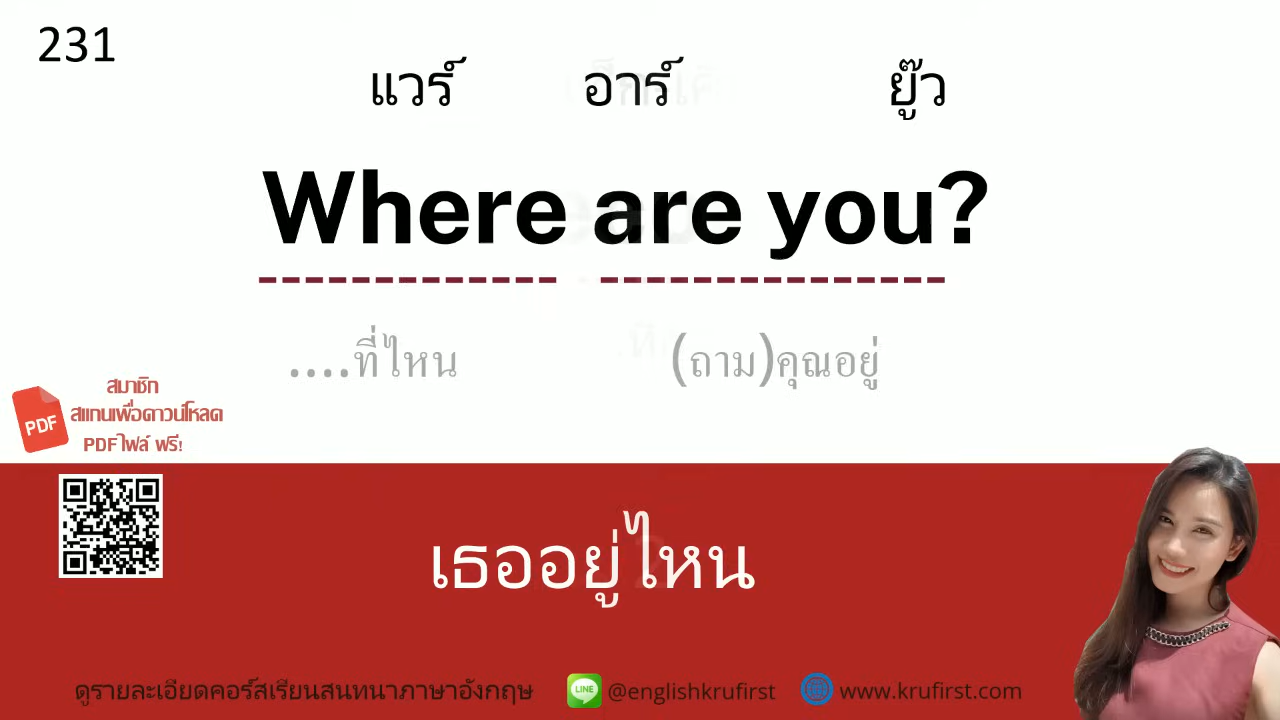 231
แวร์ อาร์ ยู๊ว
Where are you?
....ที่ไหน (ถาม)คุณอยู่
สมาชิก
สแกนเพื่อดาวน์โหลด
PDF ไฟล์ ฟรี!
PDF
เธออยู่ไหน
ดูรายละเอียดคอร์สเรียนสนทนาภาษาอังกฤษ LINE @englishkrufirst www.krufirst.com